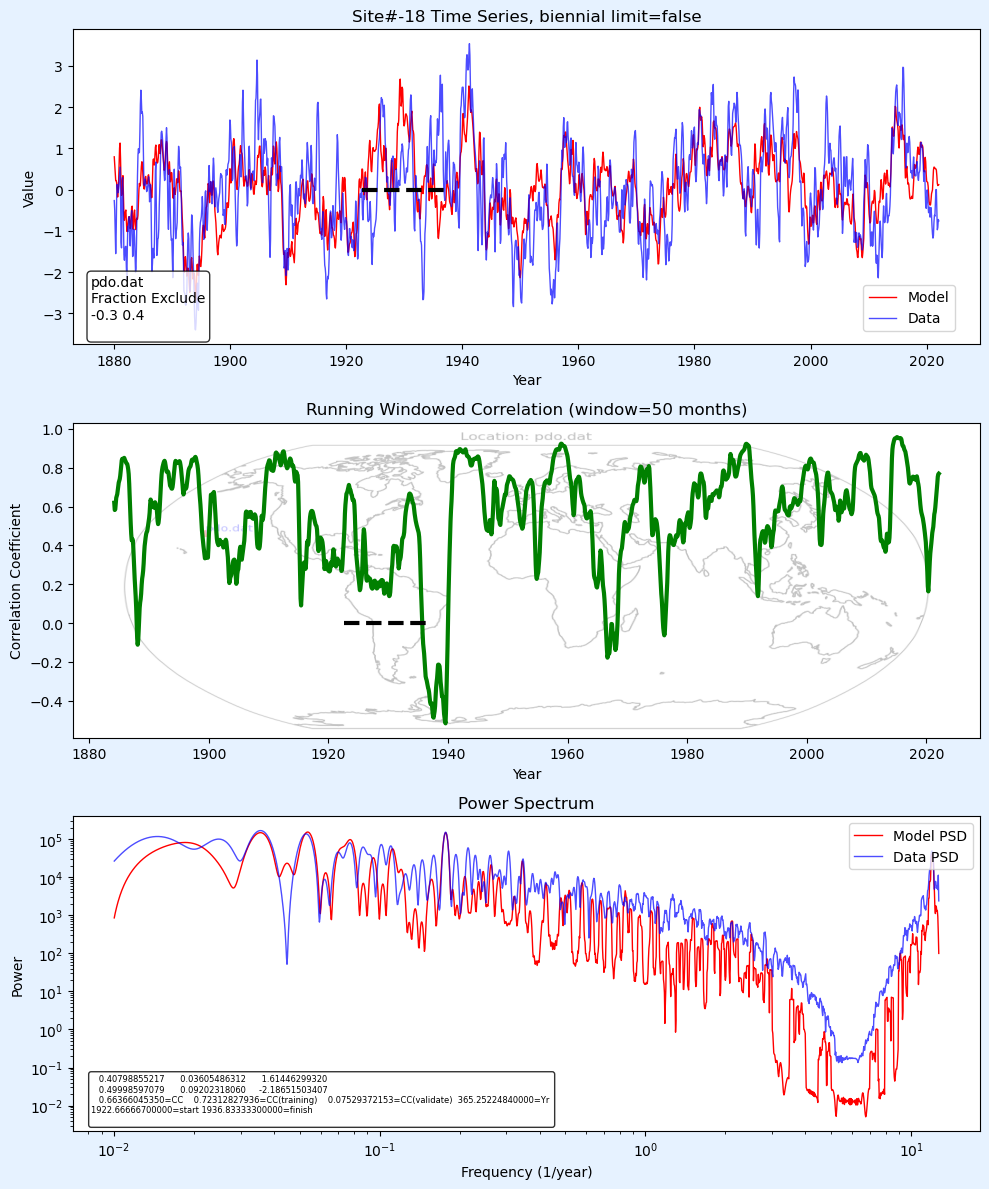 Site#-18 Time Series, biennial limit=false
3
2
1
0
−1
−2
−3
Value
pdo.dat
Fraction Exclude
-0.3 0.4
Model
Data
1880
1900
1920
1940
1960
1980
2000
2020
Year
Running Windowed Correlation (window=50 months)
1.0
0.8
0.6
0.4
0.2
0.0
−0.2
−0.4
Correlation Coefficient
Location: pdo.dat
pdo.dat
1880
1900
1920
1940
1960
1980
2000
2020
Year
Power Spectrum
10^5
10^4
10^3
10^2
10^1
10^0
10^−1
10^−2
Power
Model PSD
Data PSD
0.40798855217 0.03605486312 1.61446299320
0.49998597079 0.09202318060 -2.18651503407
0.66366045350=CC 0.72312827936=CC(training) 0.07529372153=CC(validate) 365.25224840000=Yr
1922.66666700000=start 1936.83333300000=finish
10^−2
10^−1
10^0
10^1
Frequency (1/year)